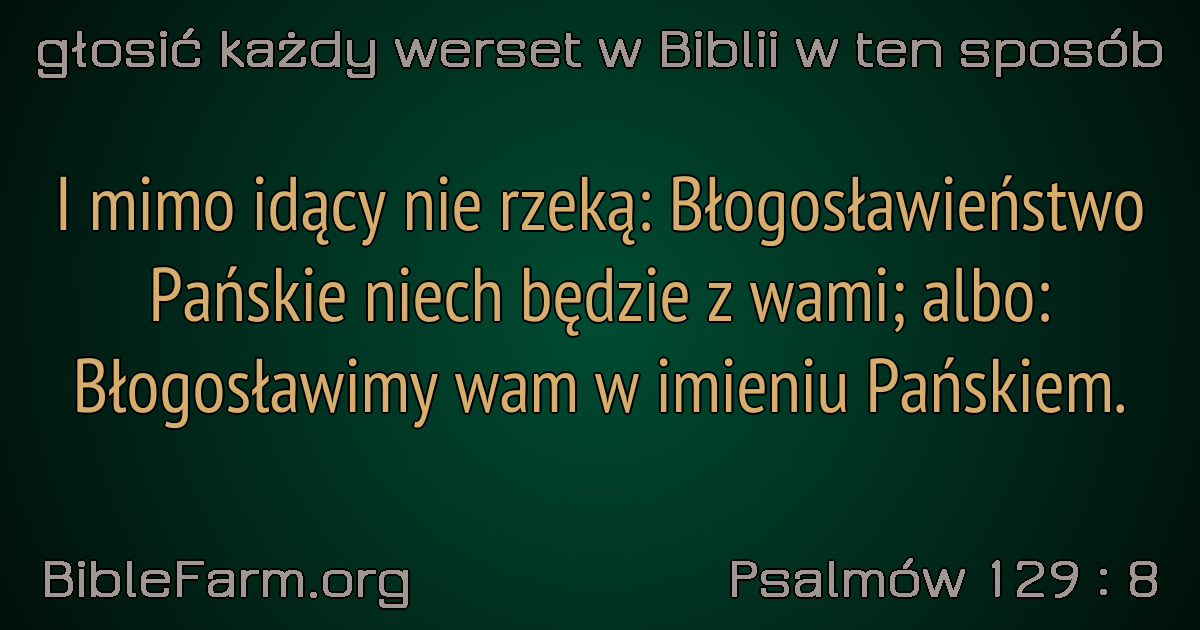 głosić każdy werset w Biblii w ten sposób
I mimo idący nie rzeką: Błogosławieństwo
Pańskie niech będzie z wami; albo:
Błogosławimy wam w imieniu Pańskiem.
BibleFarm.org
Psalmów 129 : 8